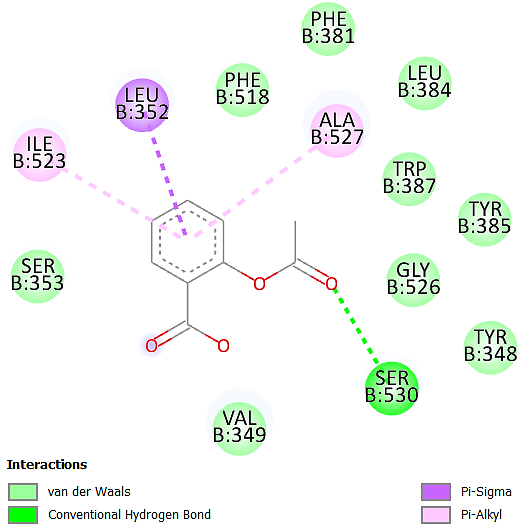 PHE
B:381
LEU
B:352
PHE
B:518
LEU
B:384
ILE
B:523
ALA
B:527
TRP
B:387
TYR
B:385
SER
B:353
GLY
B:526
O
O
TYR
B:348
O
O
SER
B:530
VAL
B:349
Interactions
van der Waals
Conventional Hydrogen Bond
Pi-Sigma
Pi-Alkyl